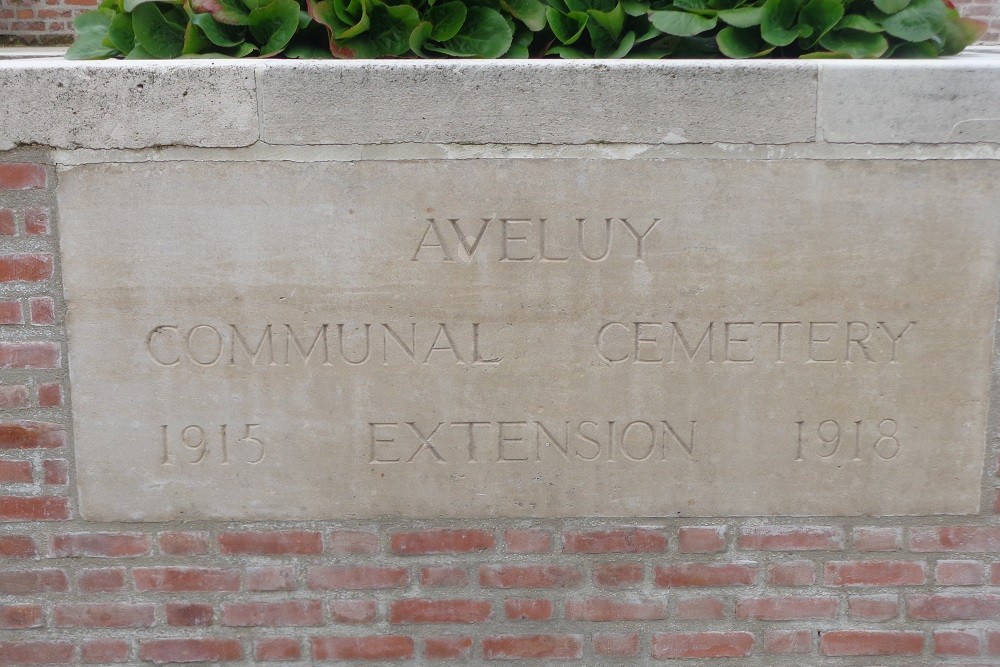 AVELUY
COMMUNAL CEMETERY
1915 EXTENSION 1918